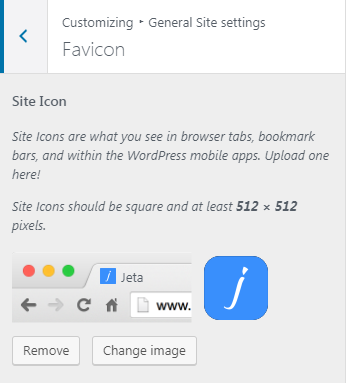 Customizing ▸ General Site settings
Favicon
Site Icon
Site Icons are what you see in browser tabs, bookmark
bars, and within the WordPress mobile apps. Upload one
here!
Site Icons should be square and at least 512 × 512
pixels.
j Jeta
www.
j
Remove Change image